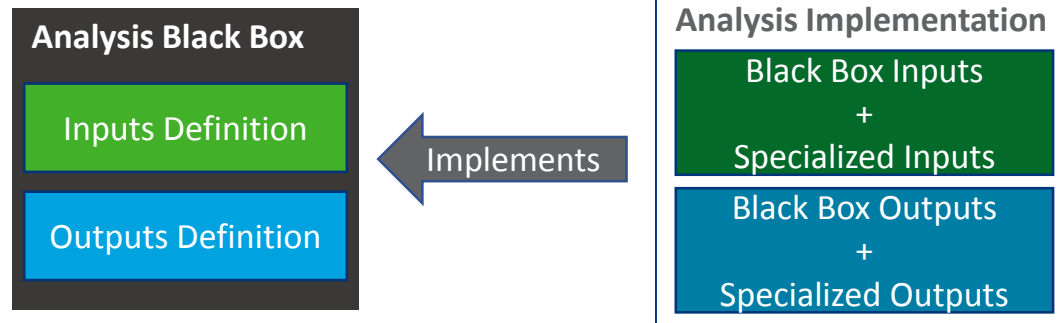 Analysis Black Box
Inputs Definition
Outputs Definition
Implements
Analysis Implementation
Black Box Inputs
+
Specialized Inputs
Black Box Outputs
+
Specialized Outputs